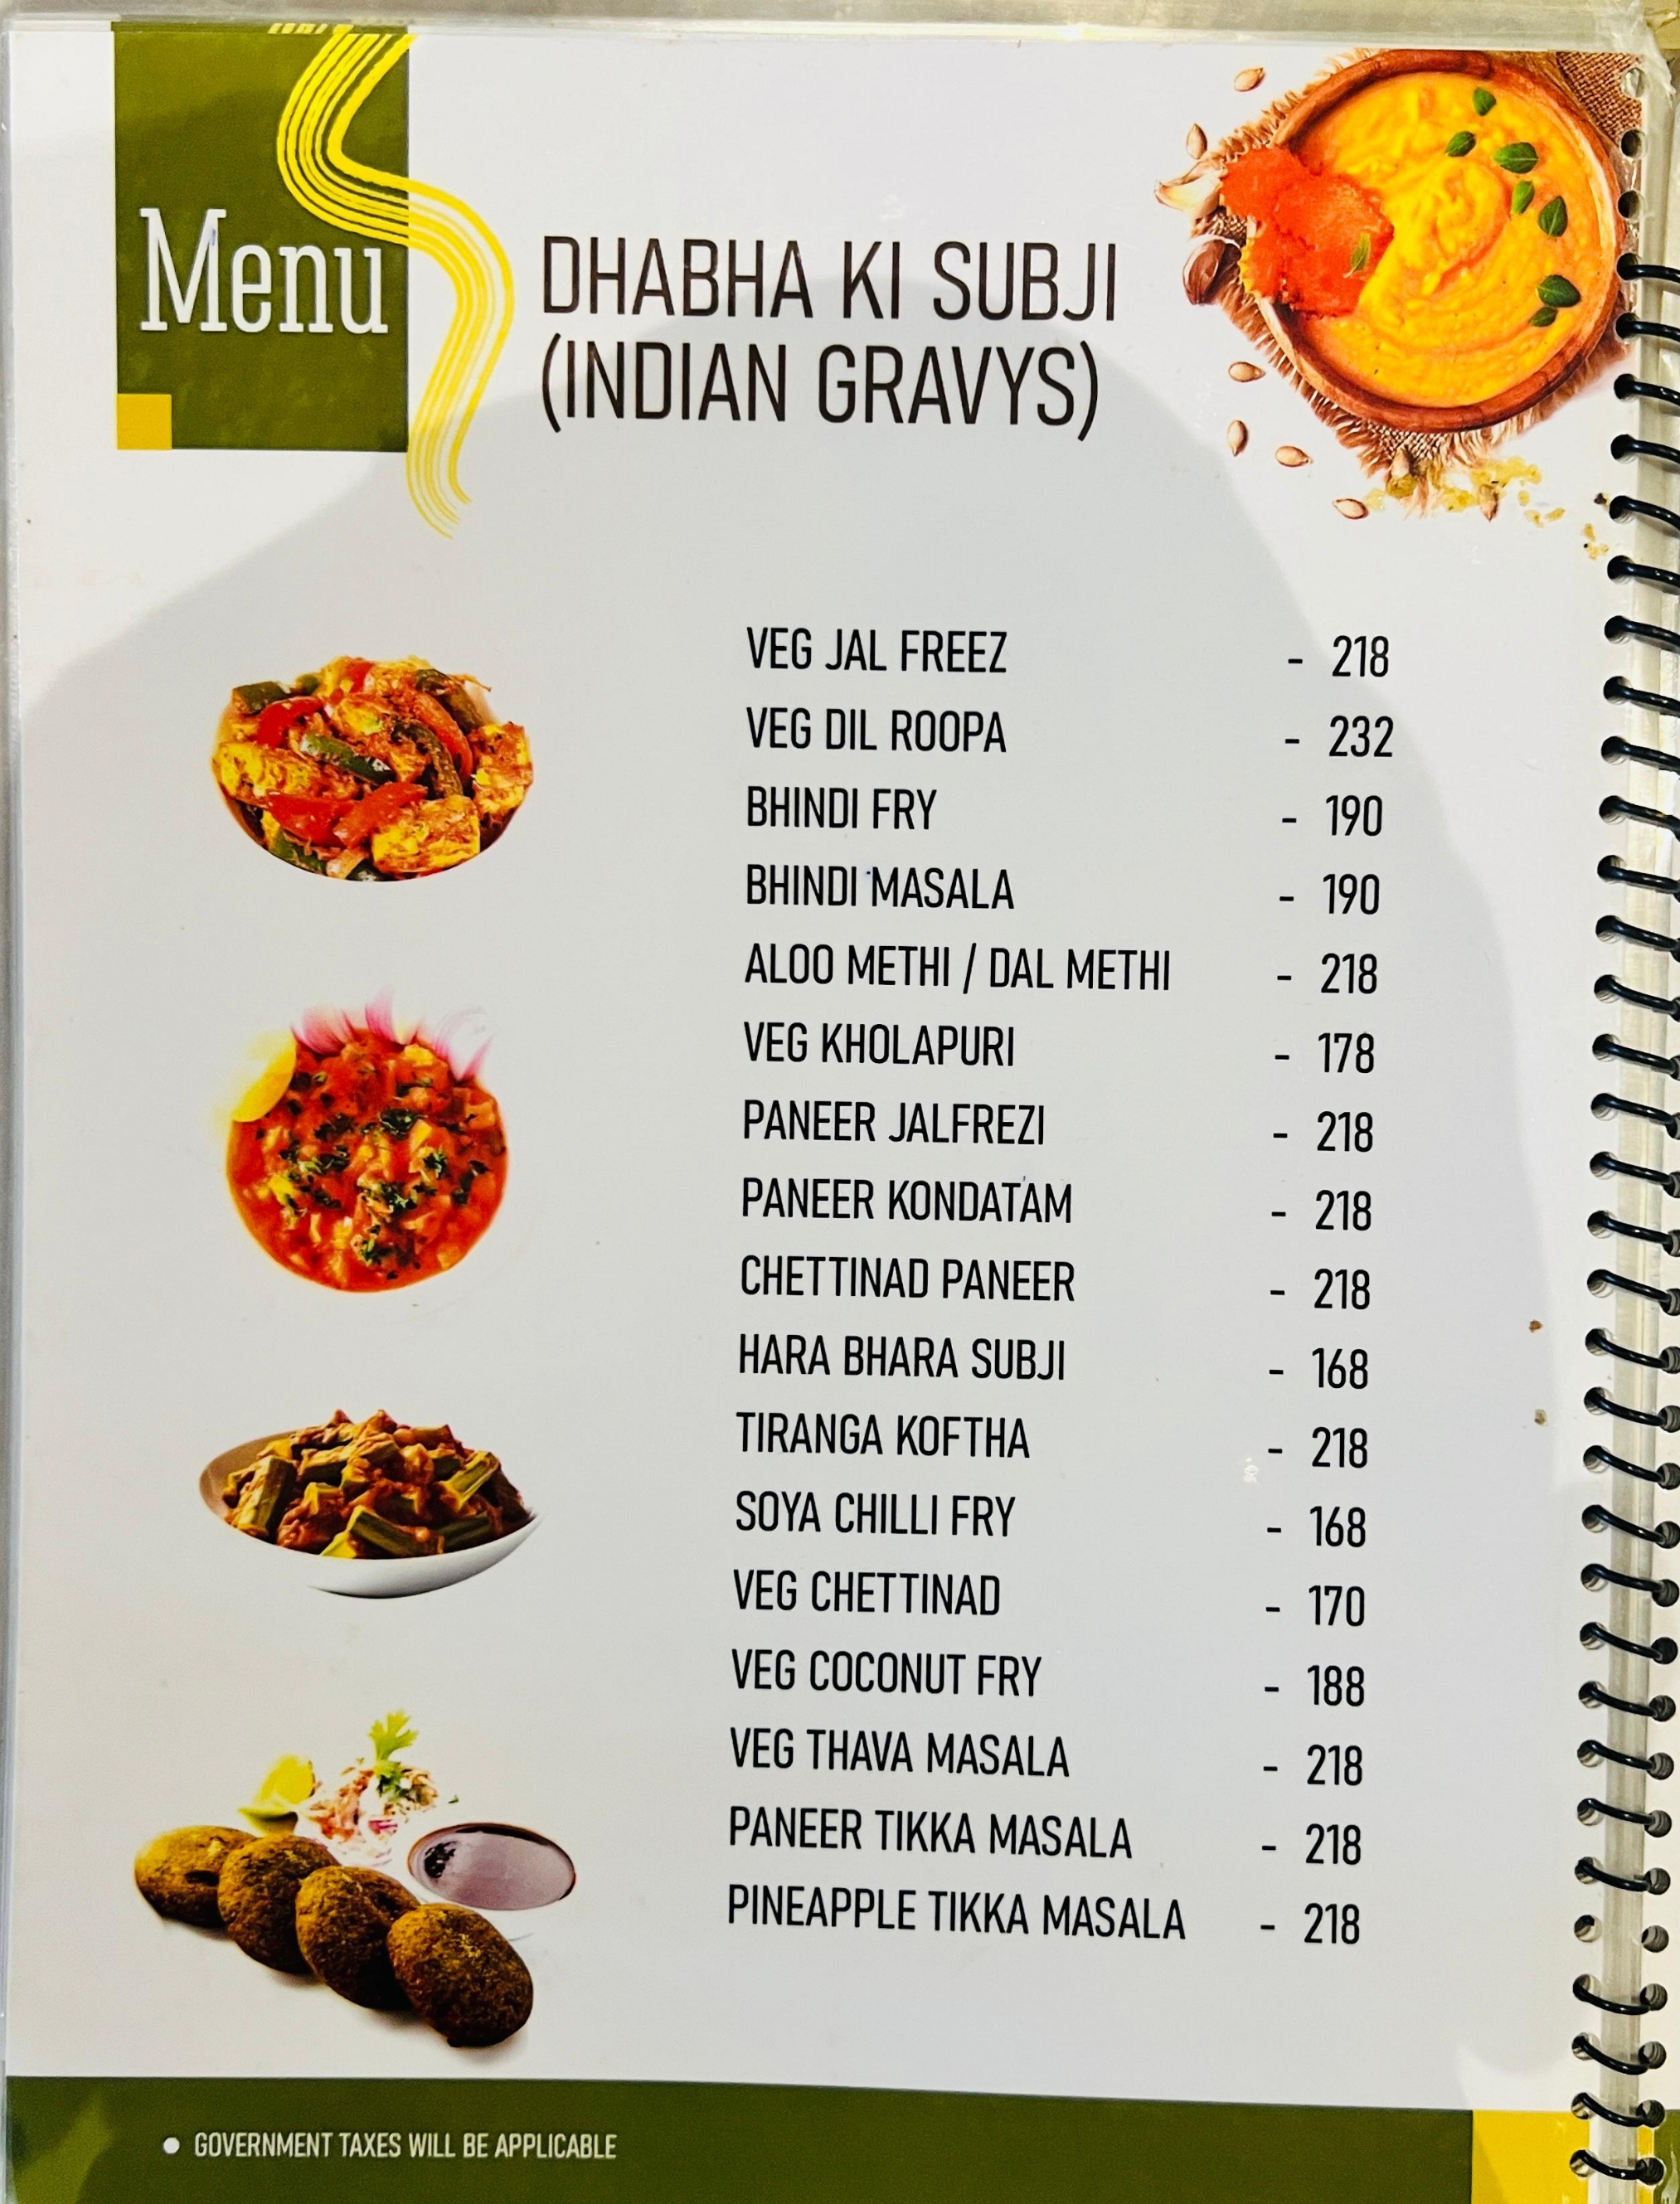 Menu
DHABHA KI SUBJI
(INDIAN GRAVYS)
VEG JAL FREEZ - 218
VEG DIL ROOPA - 232
BHINDI FRY - 190
BHINDI MASALA - 190
ALOO METHI / DAL METHI - 218
VEG KHOLAPURI - 178
PANEER JALFREZI - 218
PANEER KONDATAM - 218
CHETTINAD PANEER - 218
HARA BHARA SUBJI - 168
TIRANGA KOFTHA - 218
SOYA CHILLI FRY - 168
VEG CHETTINAD - 170
VEG COCONUT FRY - 188
VEG THAVA MASALA - 218
PANEER TIKKA MASALA - 218
PINEAPPLE TIKKA MASALA - 218
● GOVERNMENT TAXES WILL BE APPLICABLE